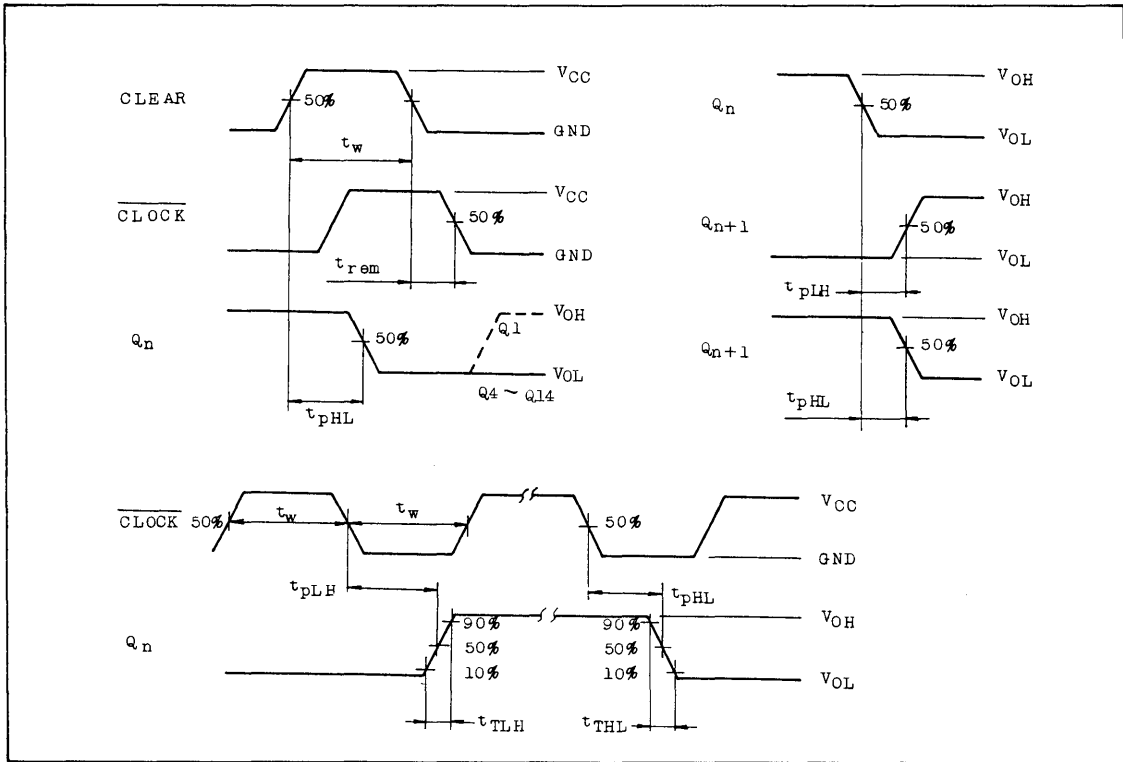 CLEAR
50%
VCC
GND
tw
CLOCK
VCC
50%
GND
trem
Qn
50%
VOH
Q1
VOL
Q4 ~ Q14
tpHL
Qn
VOH
50%
VOL
Qn+1
VOH
50%
VOL
tpLH
Qn+1
VOH
50%
VOL
tpHL
CLOCK 50%
tw
tw
50%
VCC
GND
tpLH
tpHL
Qn
90%
50%
10%
90%
50%
10%
VOH
VOL
tTLH
tTHL